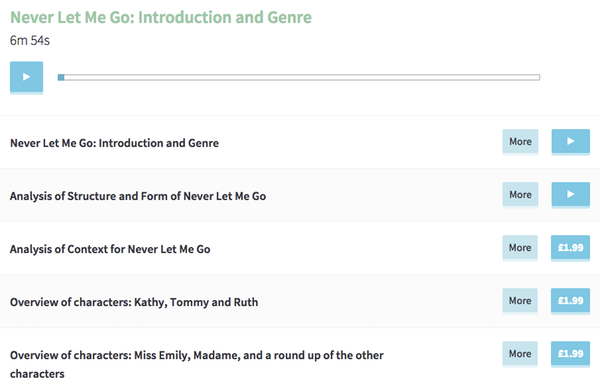 Never Let Me Go: Introduction and Genre
6m 54s
Never Let Me Go: Introduction and Genre More
Analysis of Structure and Form of Never Let Me Go More
Analysis of Context for Never Let Me Go More £1.99
Overview of characters: Kathy, Tommy and Ruth More £1.99
Overview of characters: Miss Emily, Madame, and a round up of the other More £1.99
characters